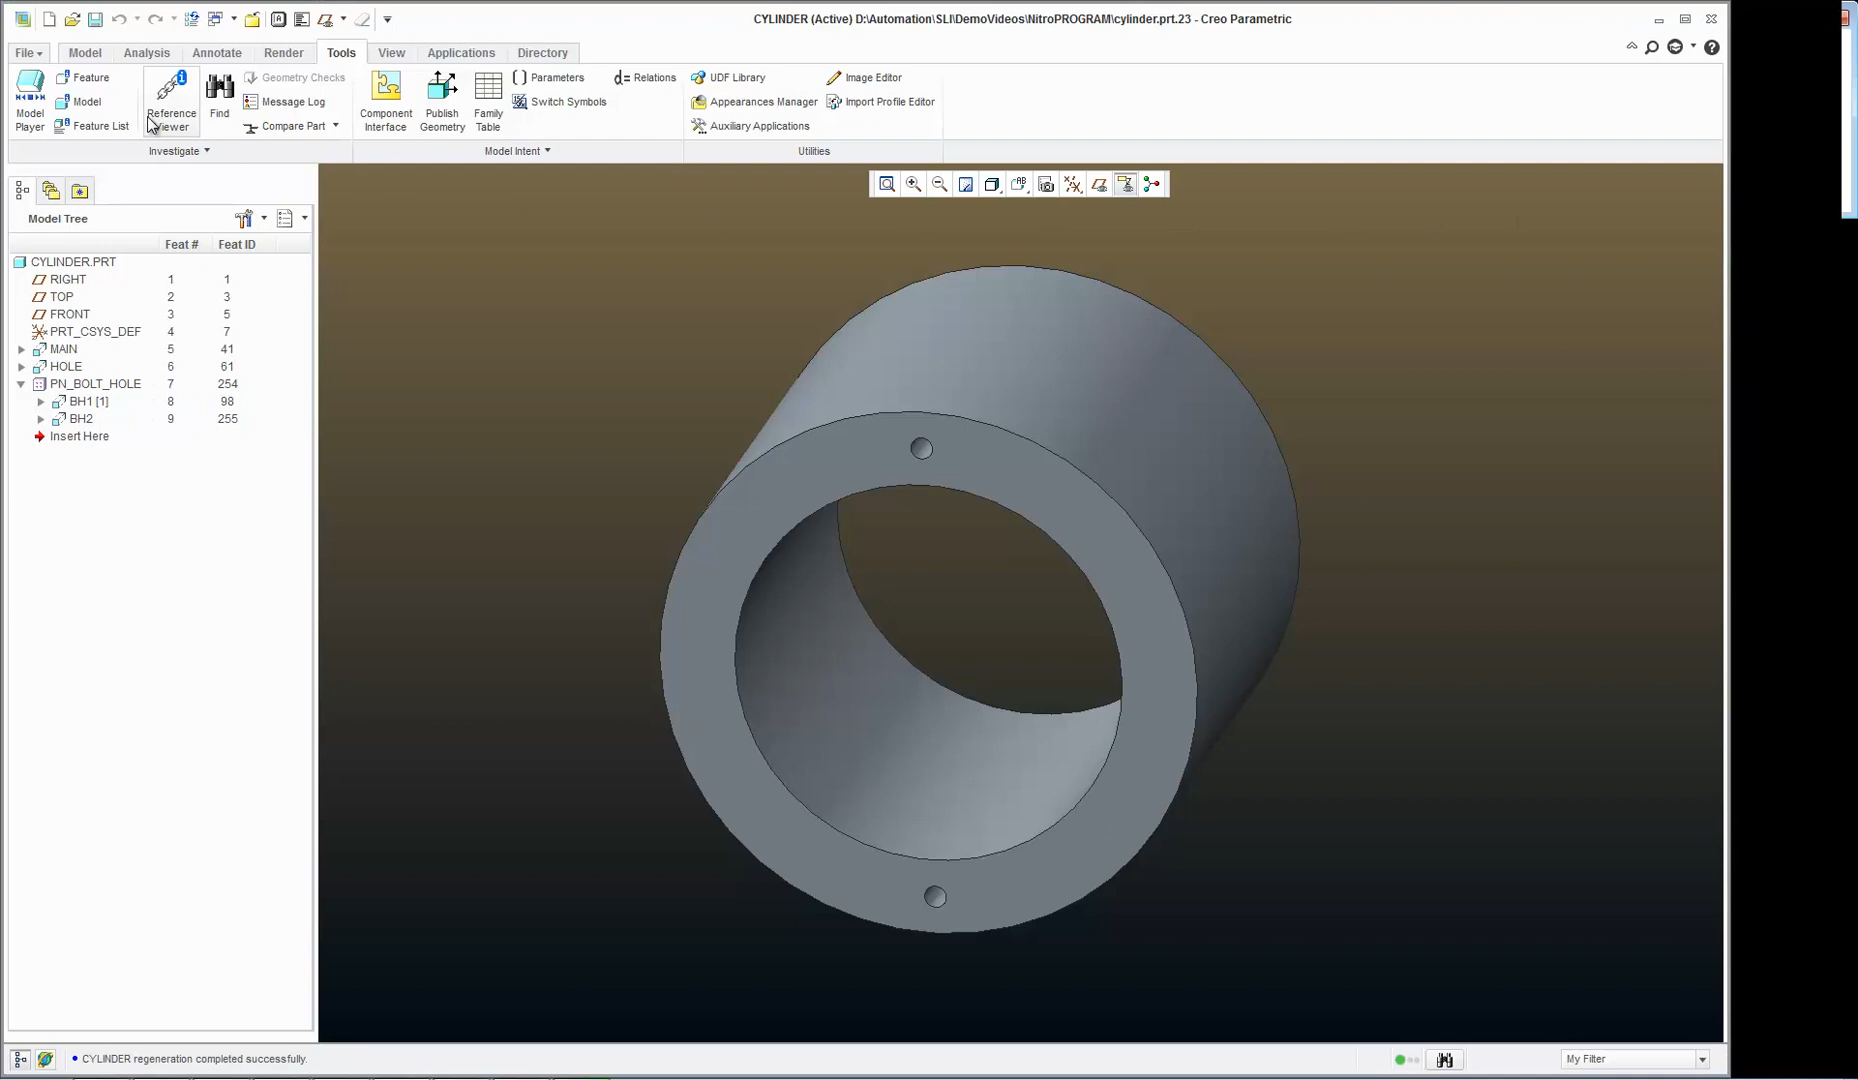 CYLINDER (Active) D:\Automation\SLI\DemoVideos\NitroPROGRAM\cylinder.prt.23 - Creo Parametric
File Model Analysis Annotate Render Tools View Applications Directory
Model Player
Feature
Model
Feature List
Reference Viewer
Find
Geometry Checks
Message Log
Compare Part
Investigate
Component Interface
Publish Geometry
Family Table
Parameters
Switch Symbols
d= Relations
Model Intent
UDF Library
Appearances Manager
Auxiliary Applications
Image Editor
Import Profile Editor
Utilities
Model Tree
Feat # Feat ID
CYLINDER.PRT
RIGHT 1 1
TOP 2 3
FRONT 3 5
PRT_CSYS_DEF 4 7
MAIN 5 41
HOLE 6 61
PN_BOLT_HOLE 7 254
BH1 [1] 8 98
BH2 9 255
Insert Here
CYLINDER regeneration completed successfully.
My Filter